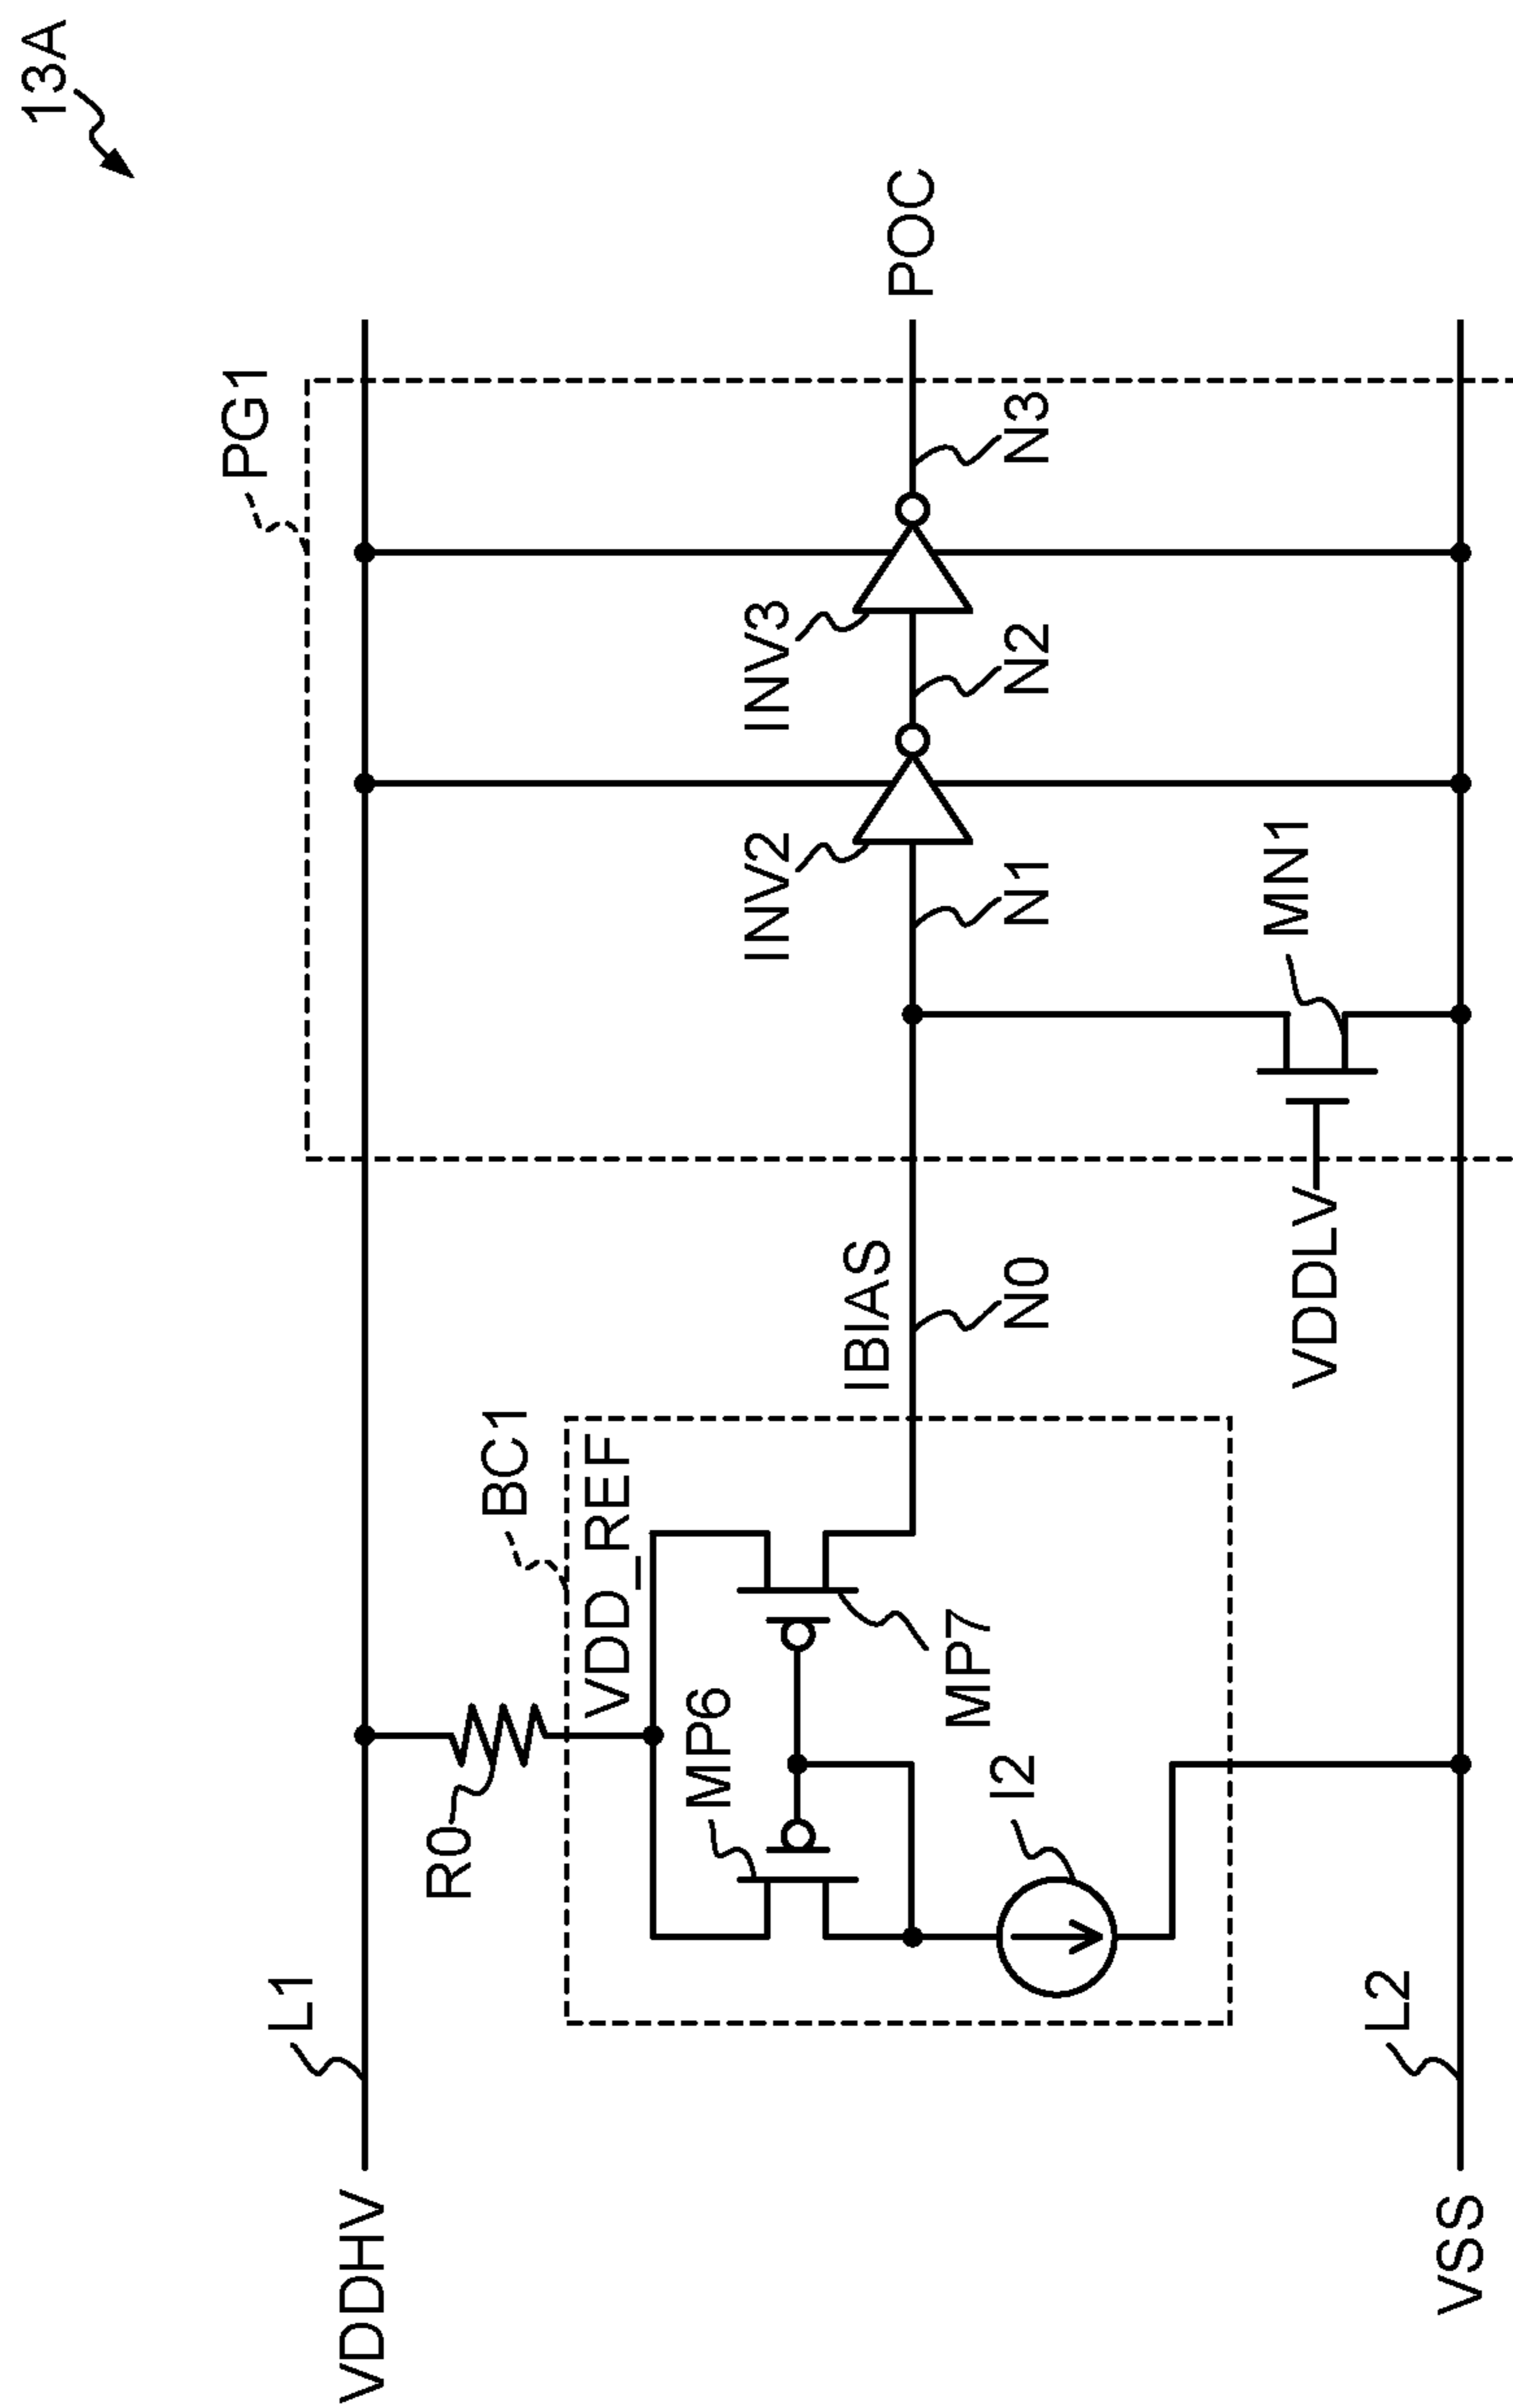 13A
VDDHV
L1
R0
BC1
PG1
VDD_REF
MP6
MP7
I2
IBIAS
N0
INV2
N1
INV3
N2
N3
POC
MN1
VDDLV
L2
VSS